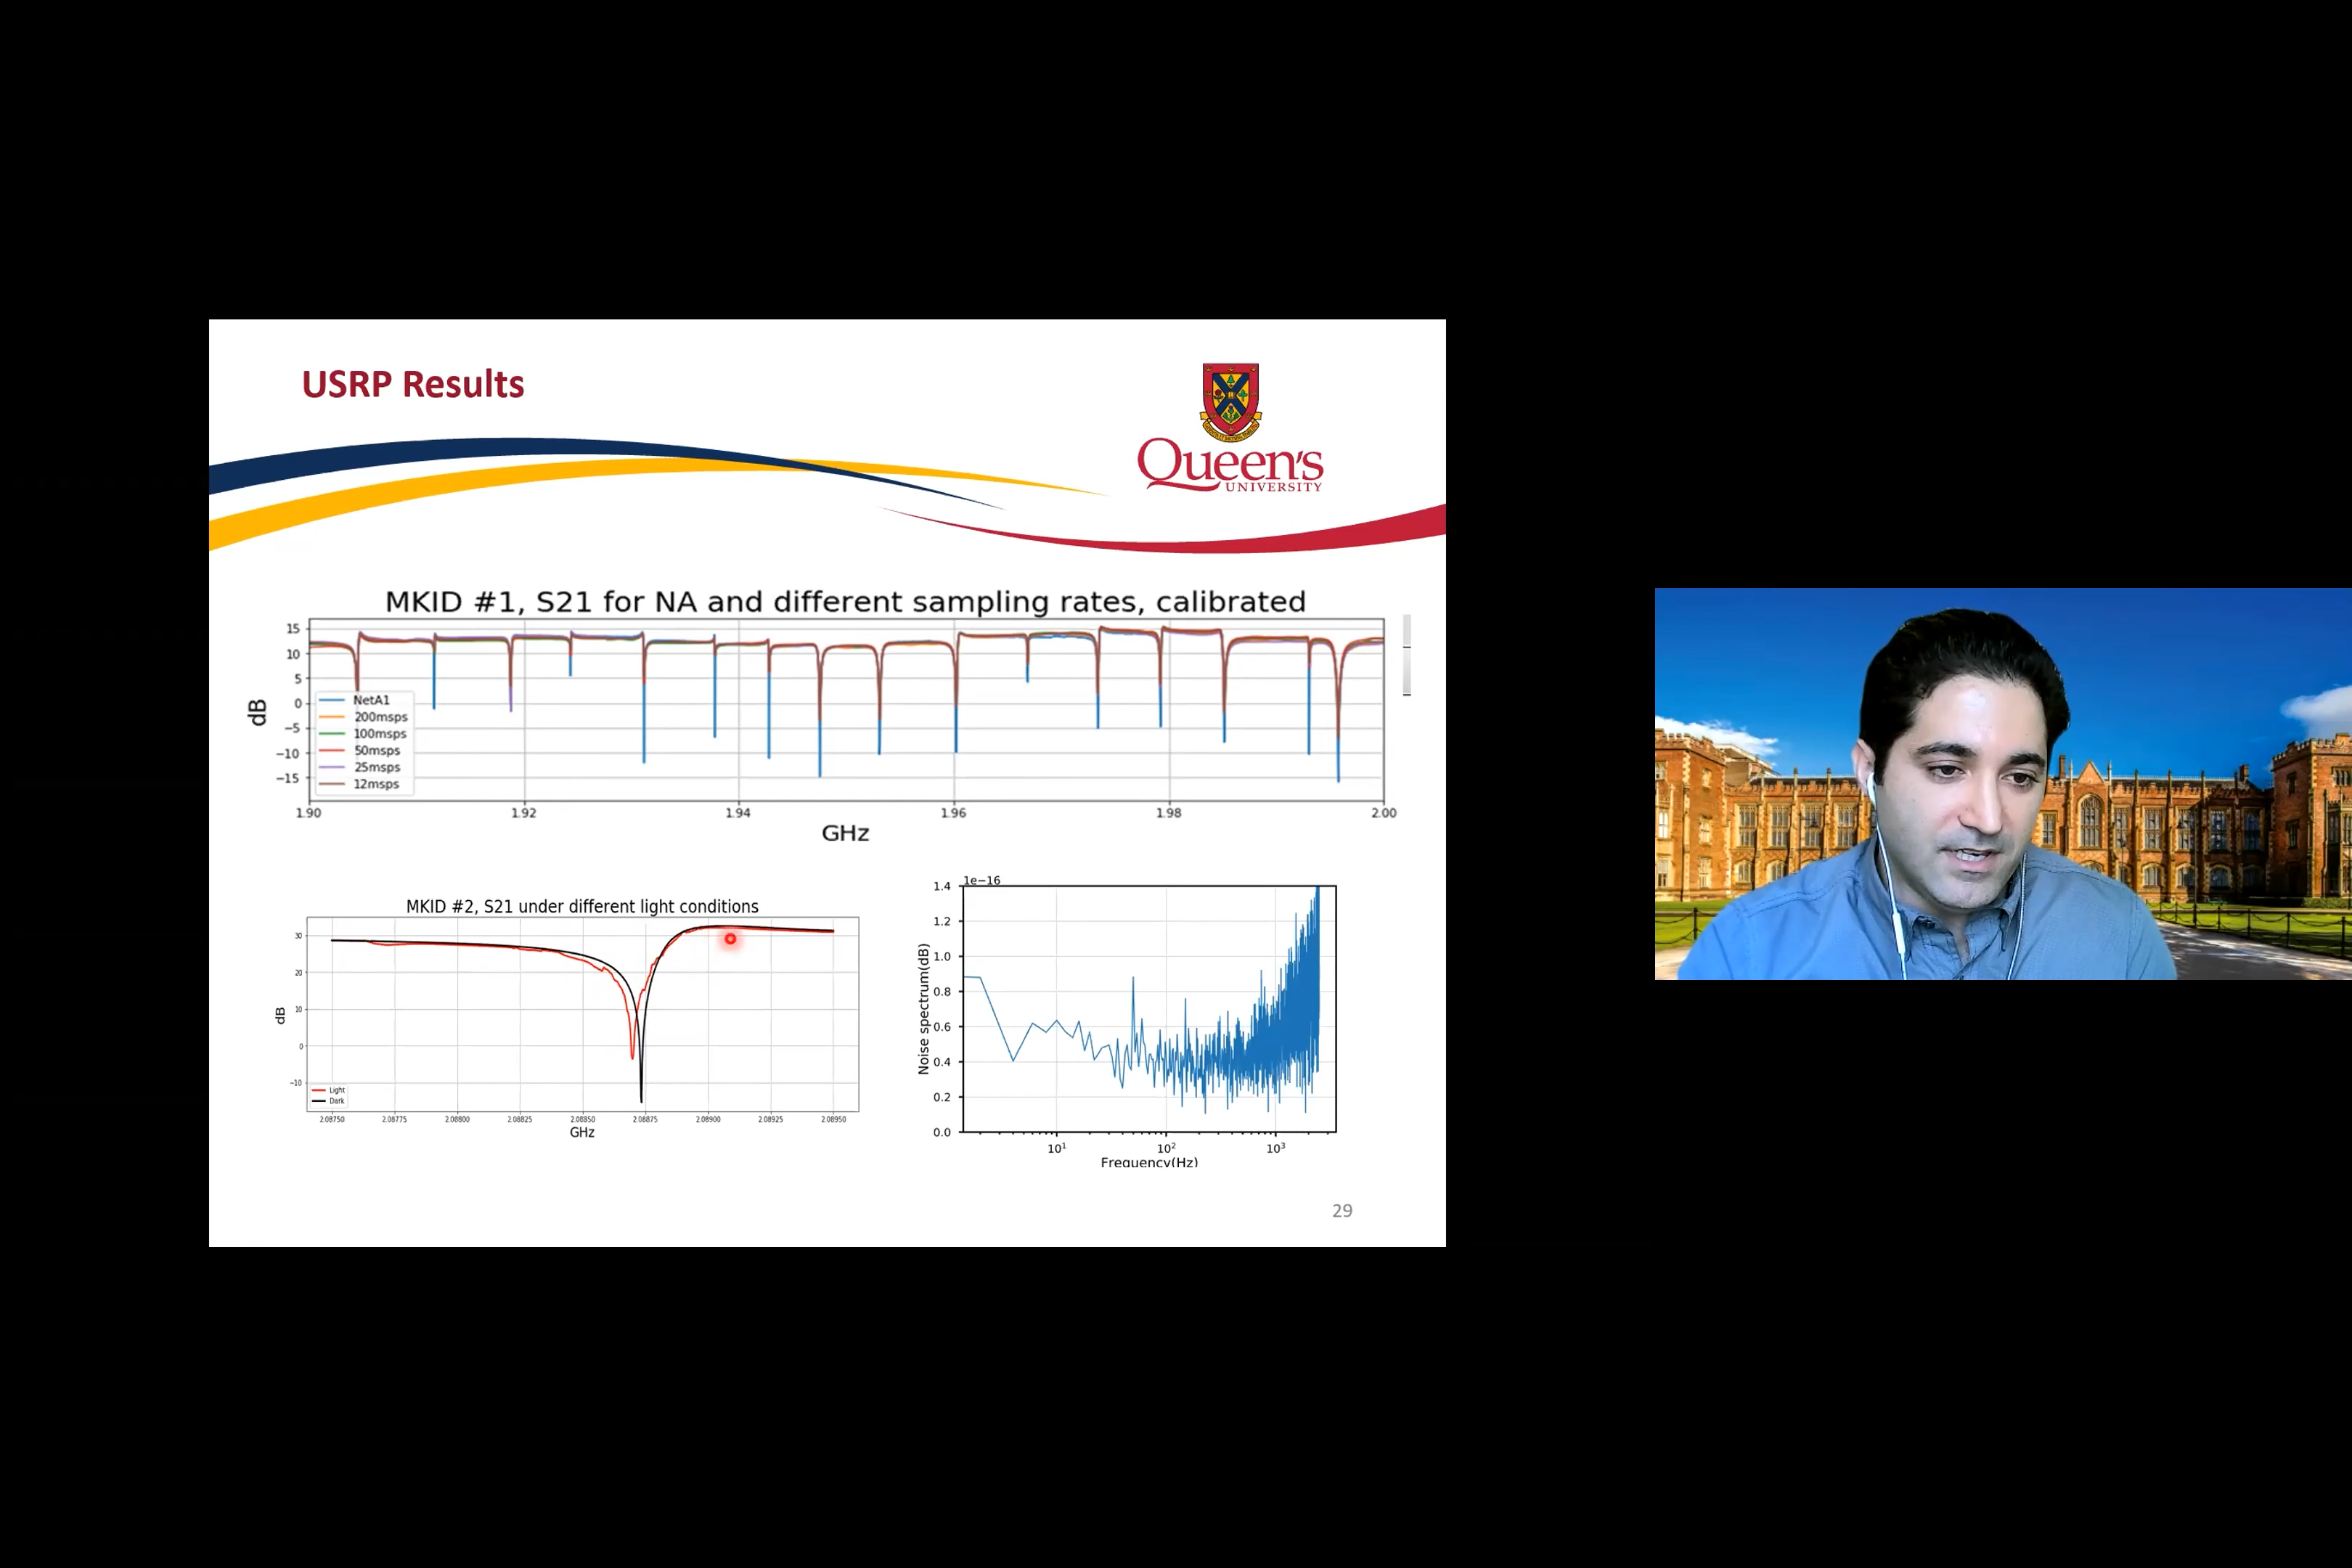 USRP Results
Queen's
UNIVERSITY
MKID #1, S21 for NA and different sampling rates, calibrated
15
10
5
0
−5
−10
−15
dB
NetA1
200msps
100msps
50msps
25msps
12msps
1.90 1.92 1.94 1.96 1.98 2.00
GHz
MKID #2, S21 under different light conditions
30
20
10
0
−10
dB
Light
Dark
2.08750 2.08775 2.08800 2.08825 2.08850 2.08875 2.08900 2.08925 2.08950
GHz
1e−16
1.4
1.2
1.0
0.8
0.6
0.4
0.2
0.0
Noise spectrum(dB)
10¹ 10² 10³
Frequency(Hz)
29